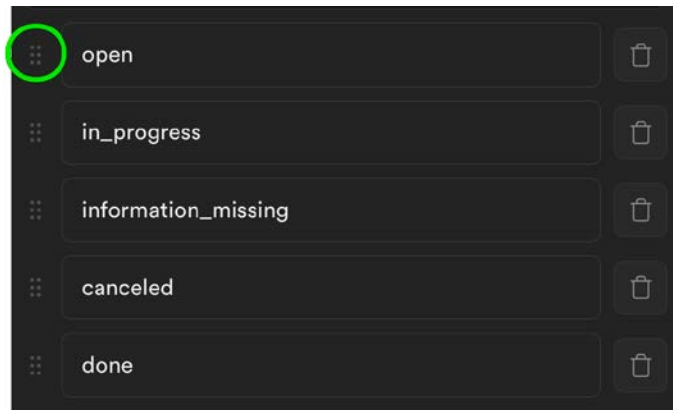 open
in_progress
information_missing
canceled
done